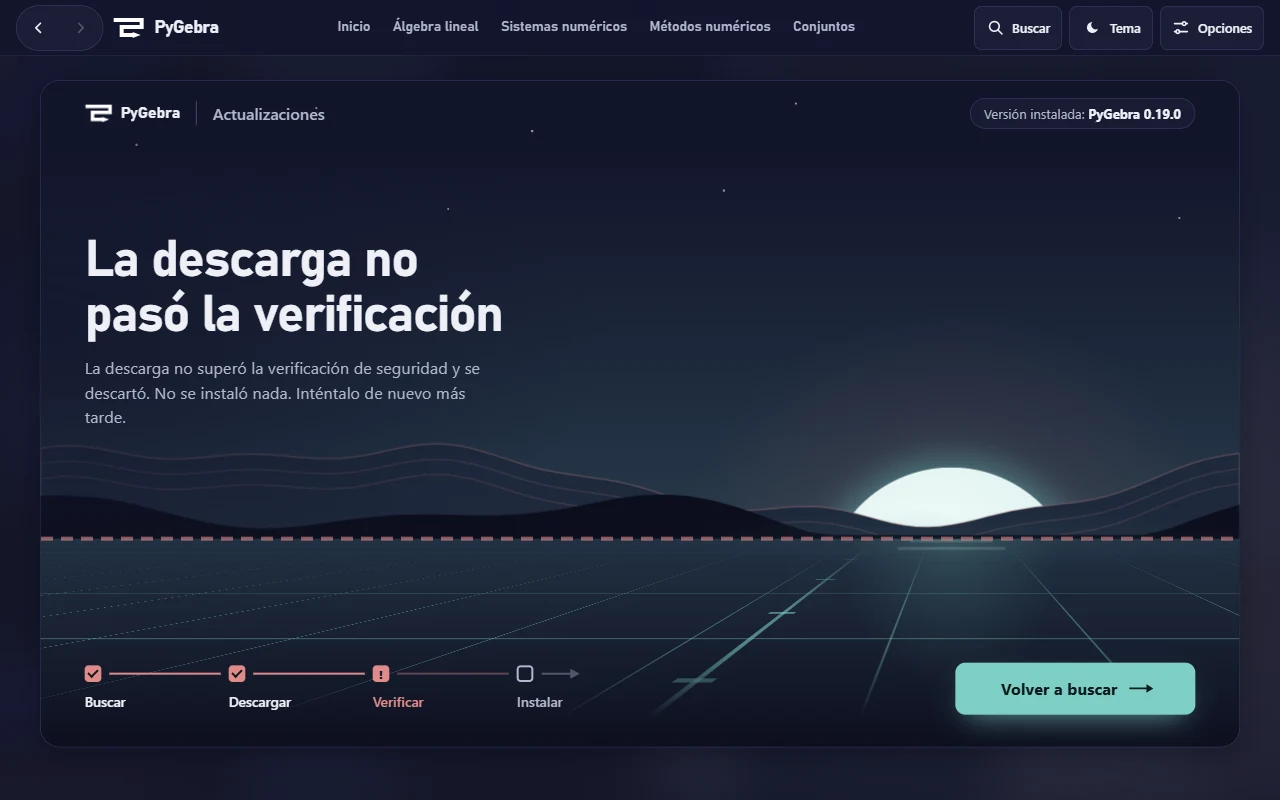 PyGebra
Inicio
Álgebra lineal
Sistemas numéricos
Métodos numéricos
Conjuntos
Buscar
Tema
Opciones
PyGebra
Actualizaciones
Versión instalada: PyGebra 0.19.0
La descarga no
pasó la verificación
La descarga no superó la verificación de seguridad y se
descartó. No se instaló nada. Inténtalo de nuevo más
tarde.
Buscar
Descargar
Verificar
Instalar
Volver a buscar